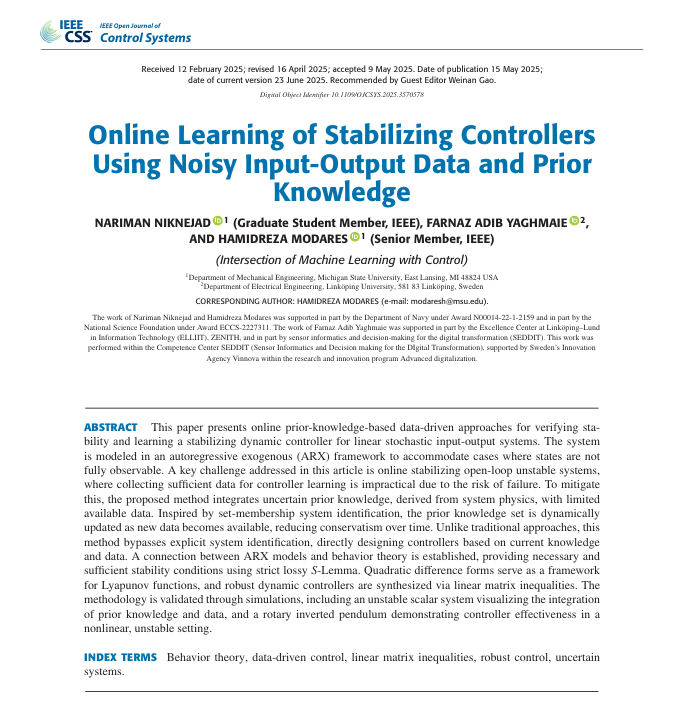 IEEE
CSS
IEEE Open Journal of
Control Systems
Received 12 February 2025; revised 16 April 2025; accepted 9 May 2025. Date of publication 15 May 2025;
date of current version 23 June 2025. Recommended by Guest Editor Weinan Gao.
Digital Object Identifier 10.1109/OJCSYS.2025.3570578
Online Learning of Stabilizing Controllers
Using Noisy Input-Output Data and Prior
Knowledge
NARIMAN NIKNEJAD iD 1 (Graduate Student Member, IEEE), FARNAZ ADIB YAGHMAIE iD 2,
AND HAMIDREZA MODARES iD 1 (Senior Member, IEEE)
(Intersection of Machine Learning with Control)
1Department of Mechanical Engineering, Michigan State University, East Lansing, MI 48824 USA
2Department of Electrical Engineering, Linköping University, 581 83 Linköping, Sweden
CORRESPONDING AUTHOR: HAMIDREZA MODARES (e-mail: modaresh@msu.edu).
The work of Nariman Niknejad and Hamidreza Modares was supported in part by the Department of Navy under Award N00014-22-1-2159 and in part by the
National Science Foundation under Award ECCS-2227311. The work of Farnaz Adib Yaghmaie was supported in part by the Excellence Center at Linköping–Lund
in Information Technology (ELLIIT), ZENITH, and in part by sensor informatics and decision-making for the digital transformation (SEDDIT). This work was
performed within the Competence Center SEDDIT (Sensor Informatics and Decision making for the DIgital Transformation), supported by Sweden's Innovation
Agency Vinnova within the research and innovation program Advanced digitalization.
ABSTRACT This paper presents online prior-knowledge-based data-driven approaches for verifying sta-
bility and learning a stabilizing dynamic controller for linear stochastic input-output systems. The system
is modeled in an autoregressive exogenous (ARX) framework to accommodate cases where states are not
fully observable. A key challenge addressed in this article is online stabilizing open-loop unstable systems,
where collecting sufficient data for controller learning is impractical due to the risk of failure. To mitigate
this, the proposed method integrates uncertain prior knowledge, derived from system physics, with limited
available data. Inspired by set-membership system identification, the prior knowledge set is dynamically
updated as new data becomes available, reducing conservatism over time. Unlike traditional approaches, this
method bypasses explicit system identification, directly designing controllers based on current knowledge
and data. A connection between ARX models and behavior theory is established, providing necessary and
sufficient stability conditions using strict lossy S-Lemma. Quadratic difference forms serve as a framework
for Lyapunov functions, and robust dynamic controllers are synthesized via linear matrix inequalities. The
methodology is validated through simulations, including an unstable scalar system visualizing the integration
of prior knowledge and data, and a rotary inverted pendulum demonstrating controller effectiveness in a
nonlinear, unstable setting.
INDEX TERMS Behavior theory, data-driven control, linear matrix inequalities, robust control, uncertain
systems.